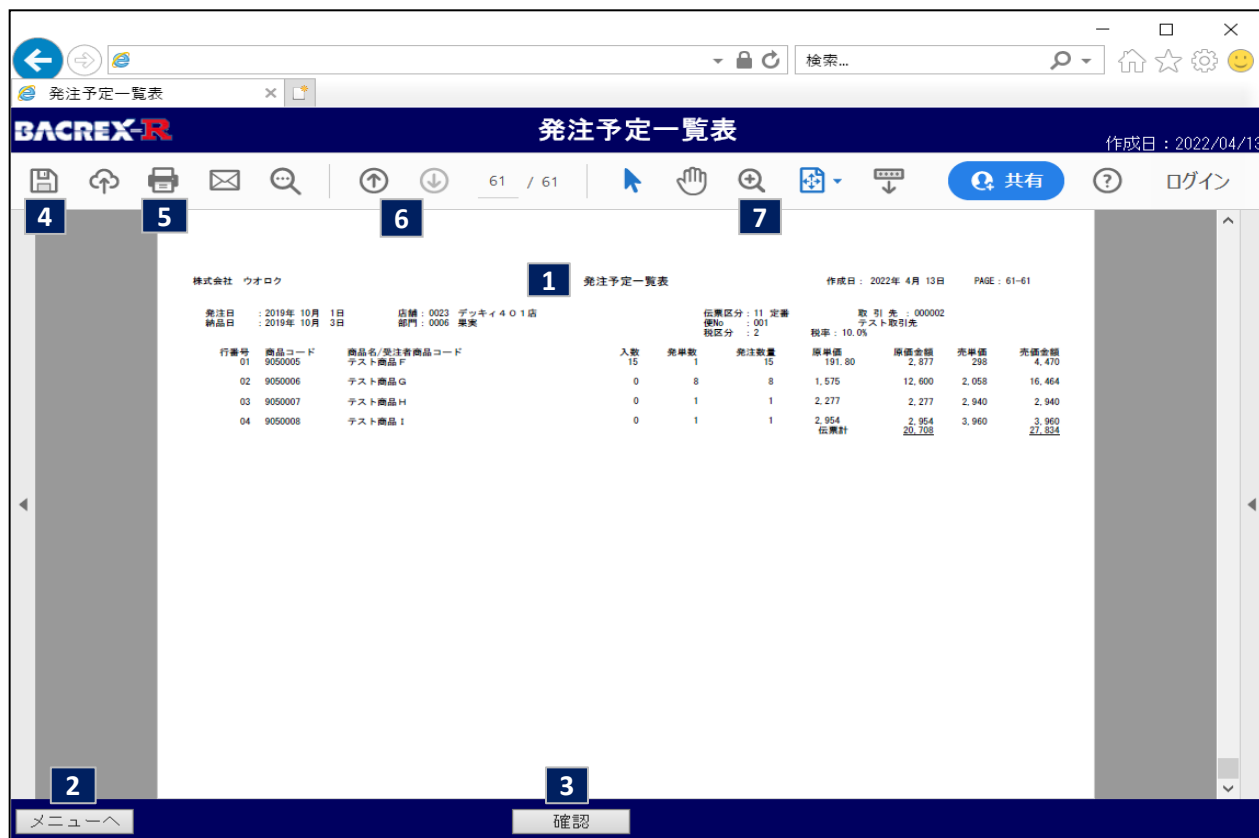 検索...
発注予定一覧表
BACREX-R 発注予定一覧表 作成日：2022/04/13
61 / 61 共有 ログイン
4 5 6 7
株式会社 ウオロク 1 発注予定一覧表 作成日： 2022年 4月 13日 PAGE： 61-61
発注日 ：2019年 10月 1日 店舗：0023 デッキィ４０１店 伝票区分：11 定番 取 引 先 ：000002
納品日 ：2019年 10月 3日 部門：0006 果実 便No ：001 テスト取引先
税区分 ：2 税率：10.0%
行番号 商品コード 商品名/受注者商品コード 入数 発単数 発注数量 原単価 原価金額 売単価 売価金額
01 9050005 テスト商品Ｆ 15 1 15 191.80 2,877 298 4,470
02 9050006 テスト商品Ｇ 0 8 8 1,575 12,600 2,058 16,464
03 9050007 テスト商品Ｈ 0 1 1 2,277 2,277 2,940 2,940
04 9050008 テスト商品Ｉ 0 1 1 2,954 2,954 3,960 3,960
伝票計 20,708 27,834
2 3
メニューへ 確認